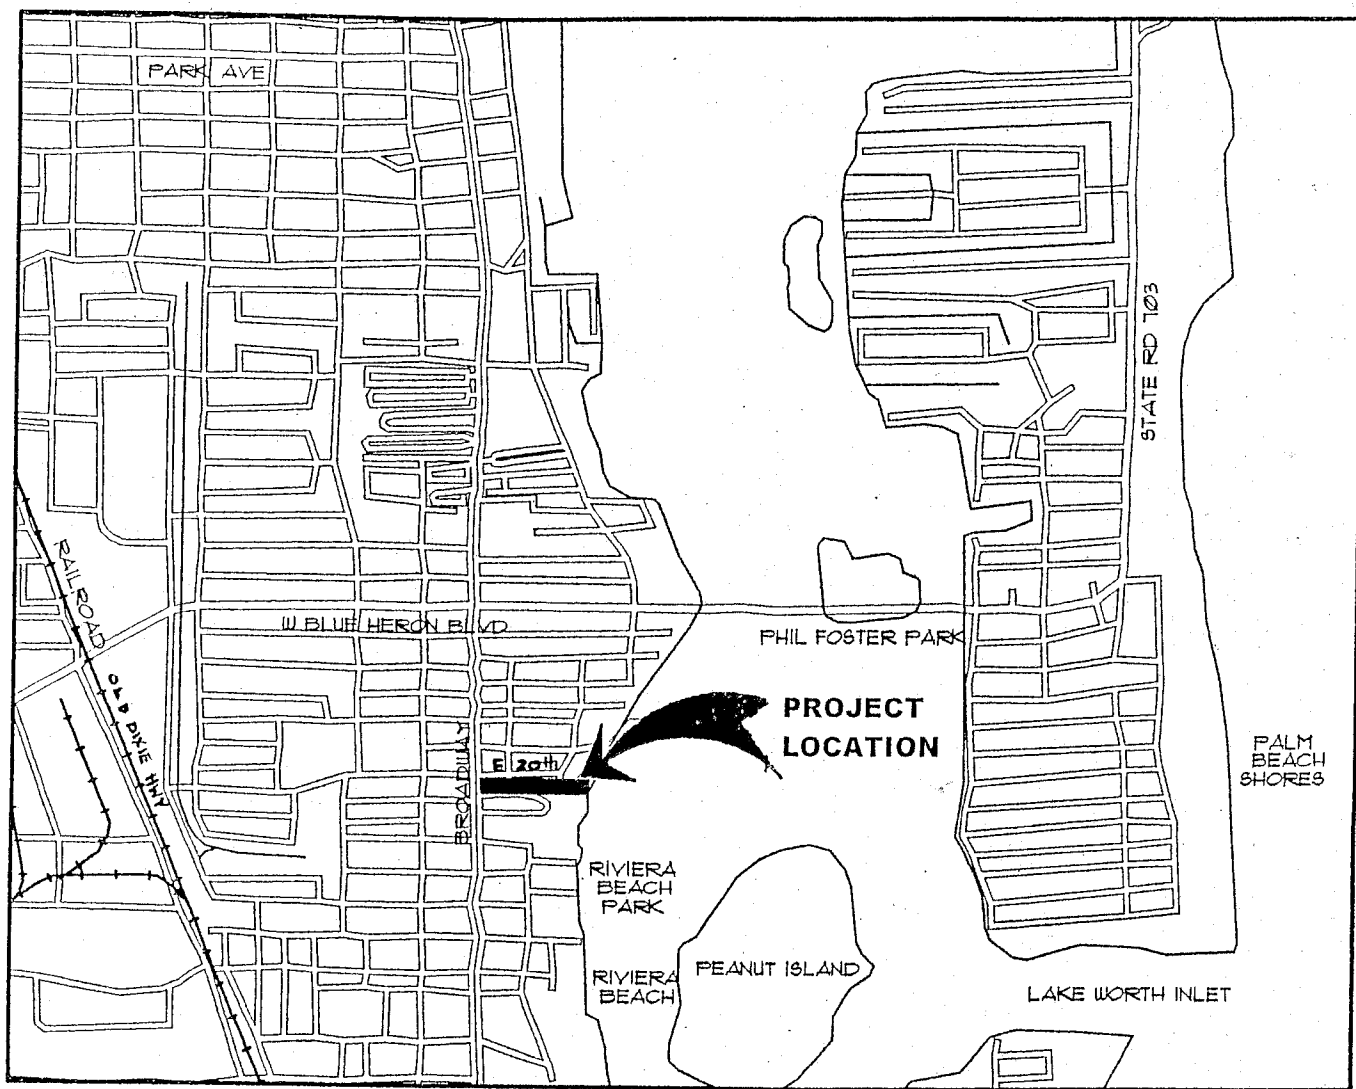 PARK AVE
STATE RD 703
RAILROAD
W BLUE HERON BLVD
PHIL FOSTER PARK
OLD DIXIE HWY
PROJECT
LOCATION
BROADWAY
E 20th
PALM
BEACH
SHORES
RIVIERA
BEACH
PARK
PEANUT ISLAND
RIVIERA
BEACH
LAKE WORTH INLET